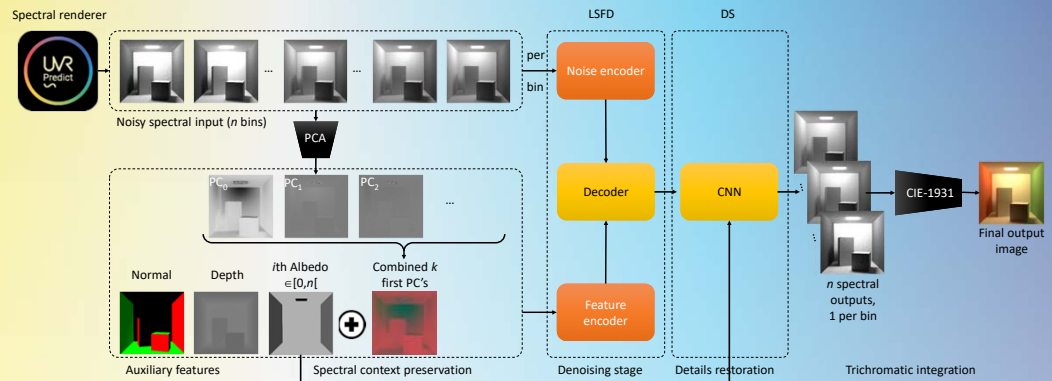 Spectral renderer
LSFD
DS
UVR
Predict
...
...
per
bin
Noise encoder
Noisy spectral input (n bins)
PCA
PC0
PC1
PC2
...
Decoder
CNN
CIE-1931
Final output
image
Normal
Depth
ith Albedo
∈[0,n[
Combined k
first PC's
Feature
encoder
n spectral
outputs,
1 per bin
Auxiliary features
Spectral context preservation
Denoising stage
Details restoration
Trichromatic integration